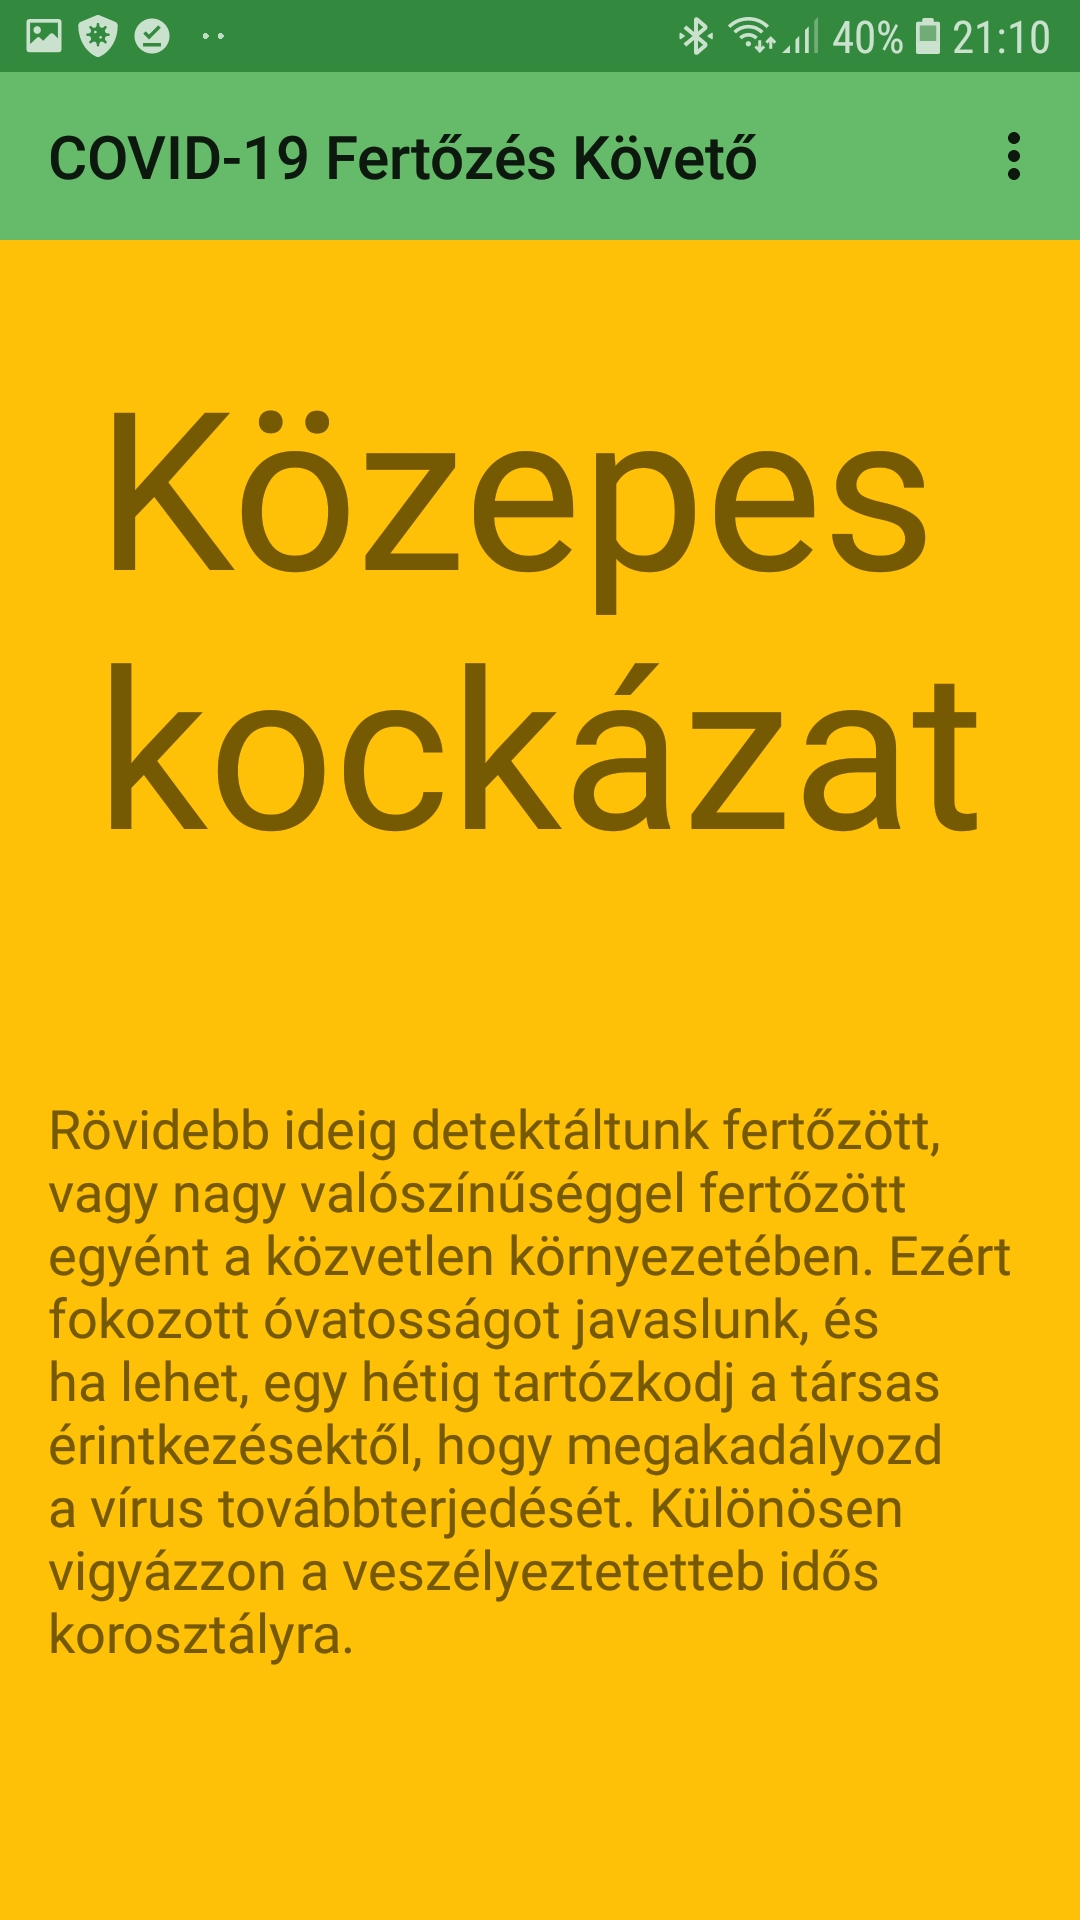 40% 21:10
COVID-19 Fertőzés Követő
Közepes
kockázat
Rövidebb ideig detektáltunk fertőzött,
vagy nagy valószínűséggel fertőzött
egyént a közvetlen környezetében. Ezért
fokozott óvatosságot javaslunk, és
ha lehet, egy hétig tartózkodj a társas
érintkezésektől, hogy megakadályozd
a vírus továbbterjedését. Különösen
vigyázzon a veszélyeztetetteb idős
korosztályra.